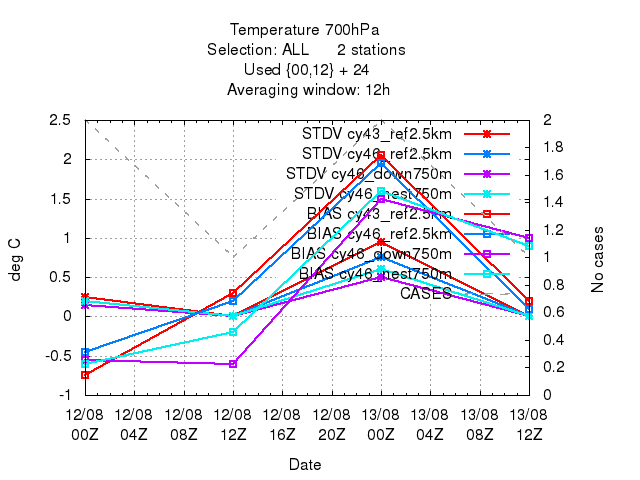 Temperature 700hPa
Selection: ALL 2 stations
Used {00,12} + 24
Averaging window: 12h
2.5
2
1.5
1
0.5
0
-0.5
-1
deg C
2
1.8
1.6
1.4
1.2
1
0.8
0.6
0.4
0.2
0
No cases
STDV cy43_ref2.5km
STDV cy46_ref2.5km
STDV cy46_down750m
STDV cy46_nest750m
BIAS cy43_ref2.5km
BIAS cy46_ref2.5km
BIAS cy46_down750m
BIAS cy46_nest750m
CASES
12/08 12/08 12/08 12/08 12/08 12/08 13/08 13/08 13/08 13/08
00Z 04Z 08Z 12Z 16Z 20Z 00Z 04Z 08Z 12Z
Date